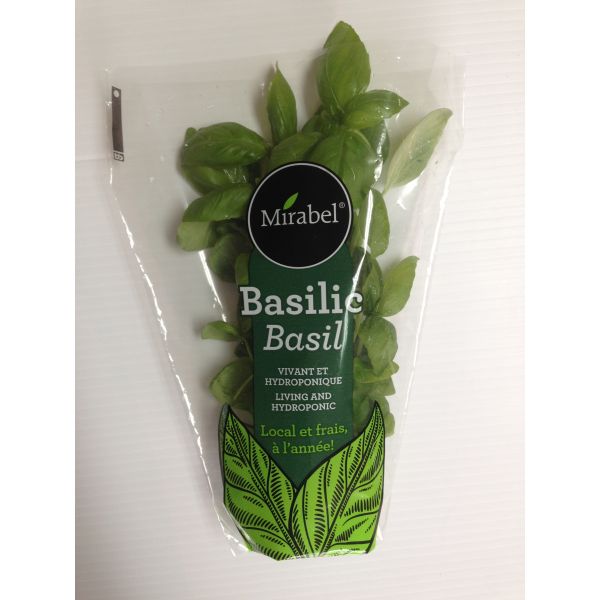 Mirabel®
Basilic
Basil
VIVANT ET
HYDROPONIQUE
LIVING AND
HYDROPONIC
Local et frais,
à l'année!